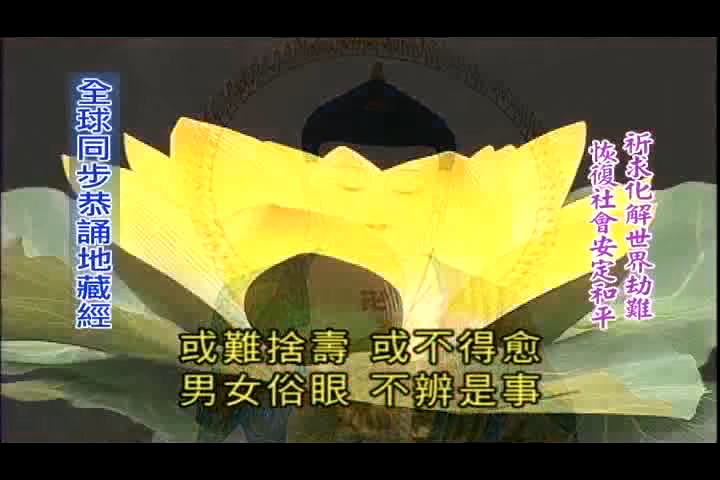 全球同步恭誦地藏經
祈求化解世界劫難
恢復社會安定和平
或難捨壽 或不得愈
男女俗眼 不辨是事